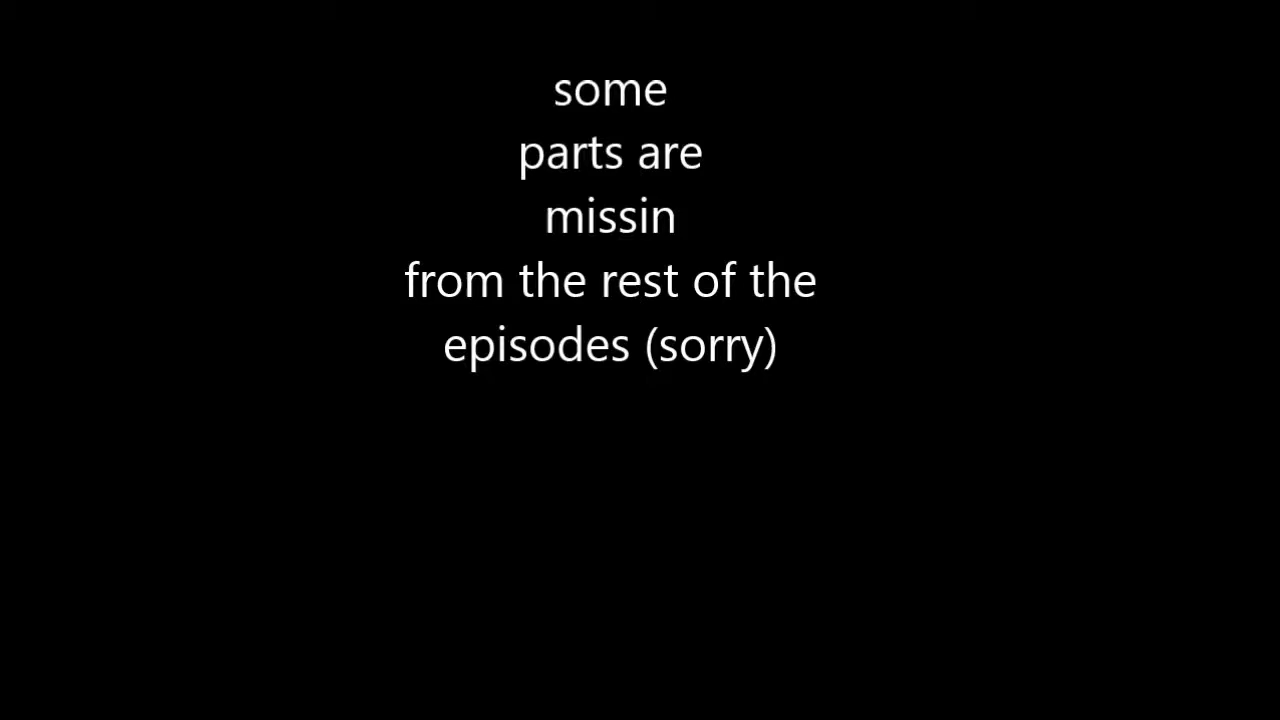 some
parts are
missin
from the rest of the
episodes (sorry)